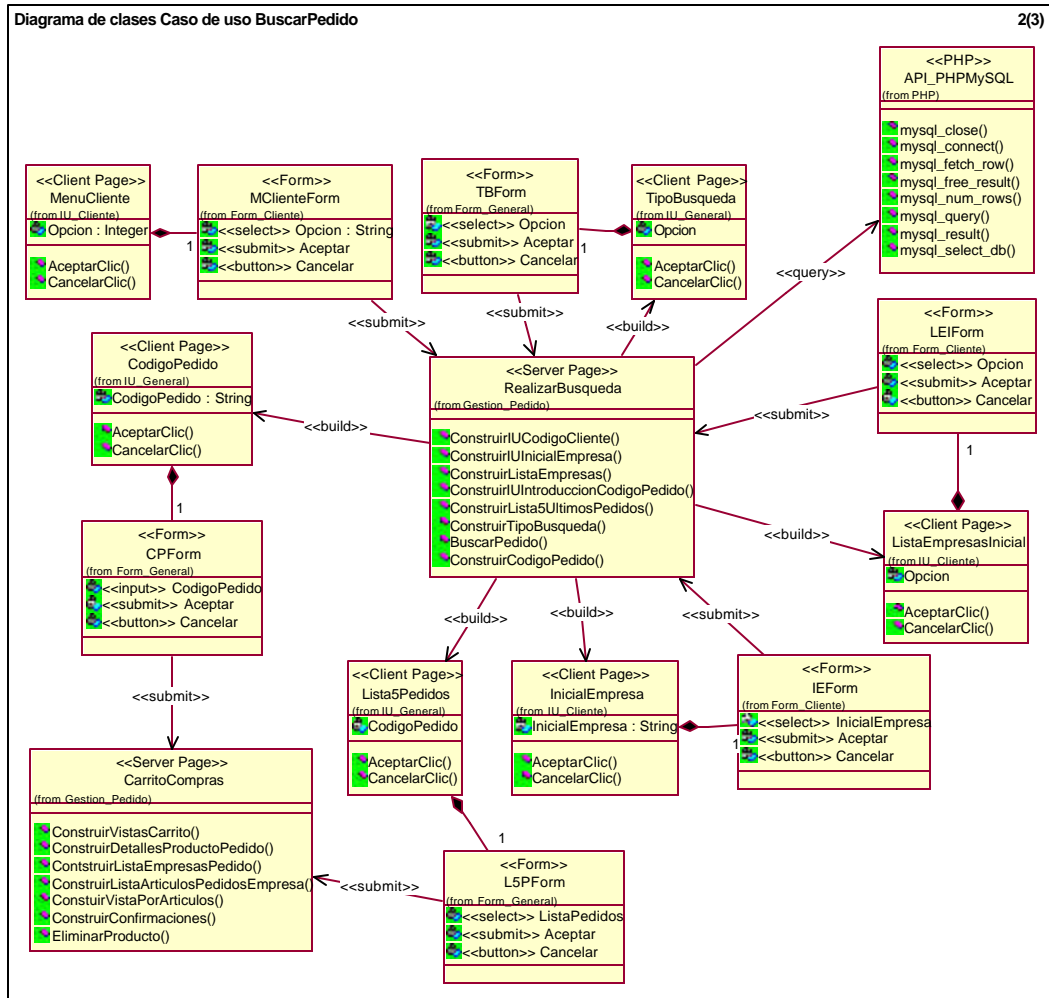 Diagrama de clases Caso de uso BuscarPedido
2(3)
<<PHP>>
API_PHPMySQL
(from PHP)
mysql_close()
mysql_connect()
mysql_fetch_row()
mysql_free_result()
mysql_num_rows()
mysql_query()
mysql_result()
mysql_select_db()
<<Client Page>>
MenuCliente
(from IU_Cliente)
Opcion : Integer
AceptarClic()
CancelarClic()
1
<<Form>>
MClienteForm
(from Form_Cliente)
<<select>> Opcion : String
<<submit>> Aceptar
<<button>> Cancelar
<<Form>>
TBForm
(from Form_General)
<<select>> Opcion
<<submit>> Aceptar
<<button>> Cancelar
1
<<Client Page>>
TipoBusqueda
(from IU_General)
Opcion
AceptarClic()
CancelarClic()
<<submit>>
<<submit>>
<<build>>
<<query>>
<<Client Page>>
CodigoPedido
(from IU_General)
CodigoPedido : String
AceptarClic()
CancelarClic()
<<build>>
<<Server Page>>
RealizarBusqueda
(from Gestion_Pedido)
ConstruirIUCodigoCliente()
ConstruirIUInicialEmpresa()
ConstruirListaEmpresas()
ConstruirIUIntroduccionCodigoPedido()
ConstruirLista5UltimosPedidos()
ConstruirTipoBusqueda()
BuscarPedido()
ConstruirCodigoPedido()
<<Form>>
LEIForm
(from Form_Cliente)
<<select>> Opcion
<<submit>> Aceptar
<<button>> Cancelar
<<submit>>
1
<<build>>
<<Client Page>>
ListaEmpresasInicial
(from IU_Cliente)
Opcion
AceptarClic()
CancelarClic()
1
<<Form>>
CPForm
(from Form_General)
<<input>> CodigoPedido
<<submit>> Aceptar
<<button>> Cancelar
<<submit>>
<<build>>
<<build>>
<<submit>>
<<Client Page>>
Lista5Pedidos
(from IU_General)
CodigoPedido
AceptarClic()
CancelarClic()
<<Client Page>>
InicialEmpresa
(from IU_Cliente)
InicialEmpresa : String
AceptarClic()
CancelarClic()
1
<<Form>>
IEForm
(from Form_Cliente)
<<select>> InicialEmpresa
<<submit>> Aceptar
<<button>> Cancelar
<<Server Page>>
CarritoCompras
(from Gestion_Pedido)
ConstruirVistasCarrito()
ConstruirDetallesProductoPedido()
ContstruirListaEmpresasPedido()
ConstruirListaArticulosPedidosEmpresa()
ConstuirVistaPorArticulos()
ConstruirConfirmaciones()
EliminarProducto()
<<submit>>
1
<<Form>>
L5PForm
(from Form_General)
<<select>> ListaPedidos
<<submit>> Aceptar
<<button>> Cancelar